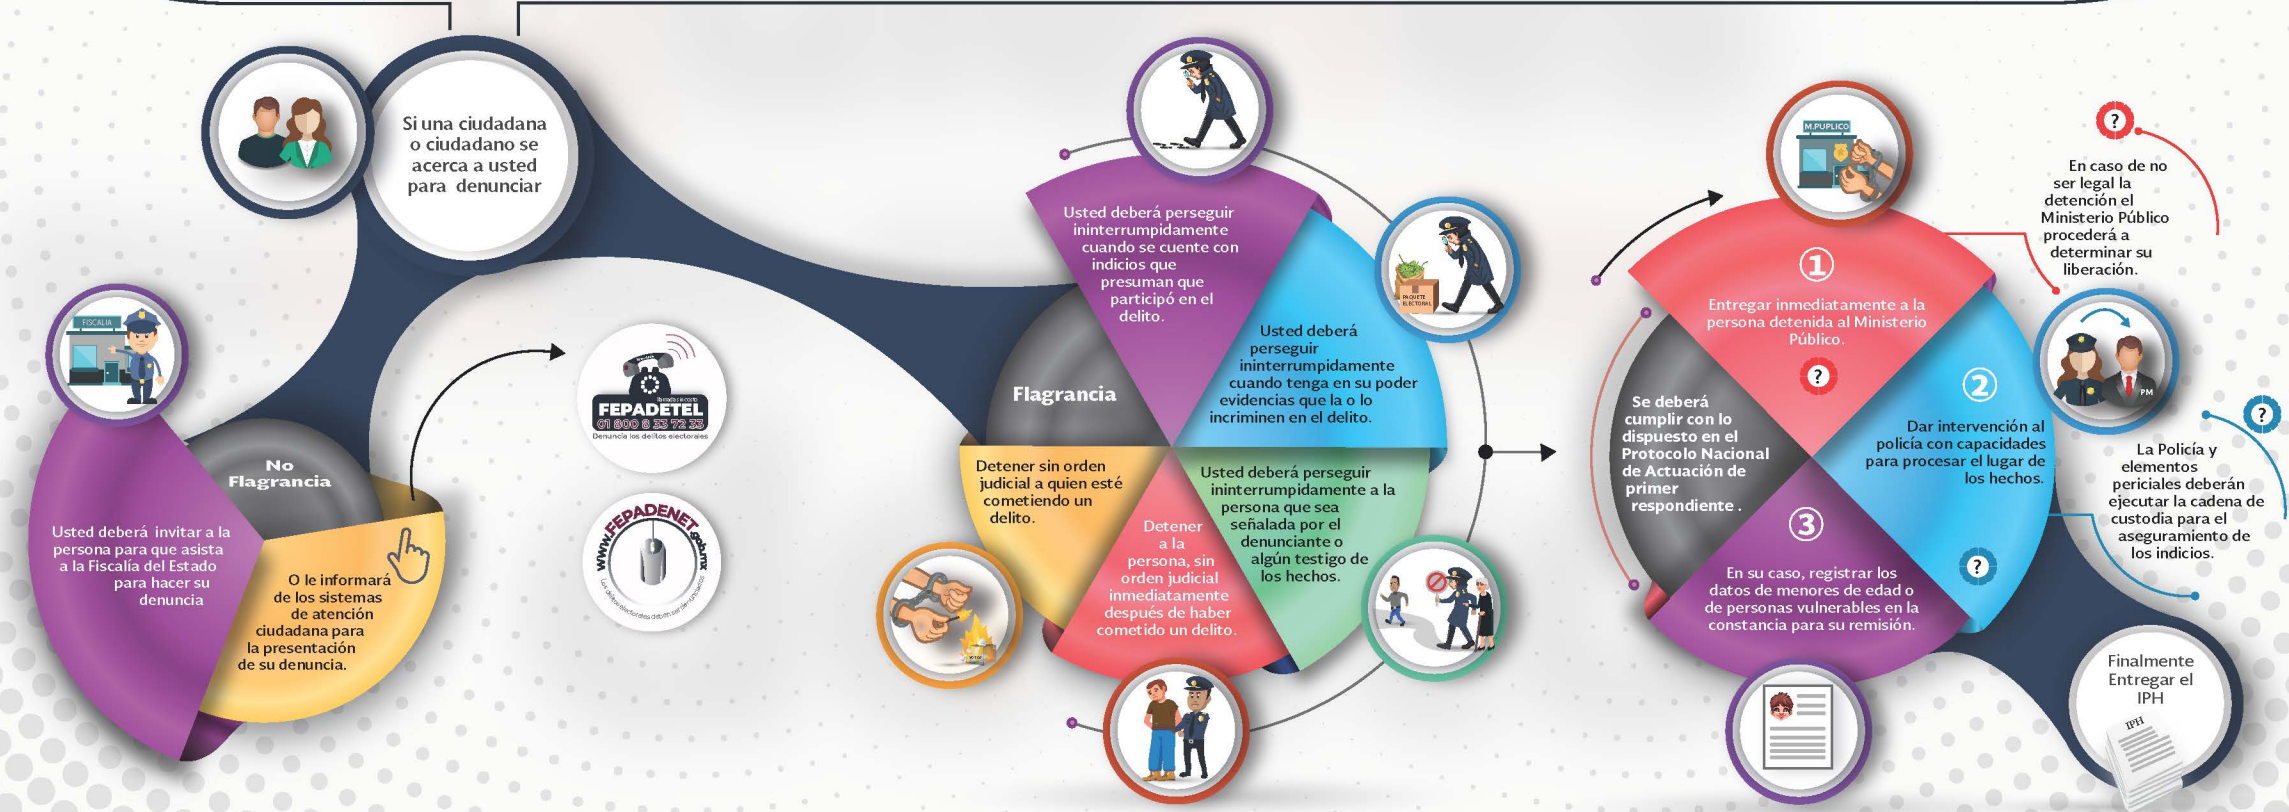 Si una ciudadana
o ciudadano se
acerca a usted
para denunciar
FISCALIA
No
Flagrancia
Usted deberá invitar a la
persona para que asista
a la Fiscalía del Estado
para hacer su
denuncia
O le informará
de los sistemas
de atención
ciudadana para
la presentación
de su denuncia.
FEPADETEL
01 800 8 33 72 33
Denuncia los delitos electorales
www.FEPADENET.gob.mx
Los delitos electorales deben ser denunciados
Flagrancia
Usted deberá perseguir
ininterrumpidamente
cuando se cuente con
indicios que
presuman que
participó en el
delito.
PAQUETE
ELECTORAL
Usted deberá
perseguir
ininterrumpidamente
cuando tenga en su poder
evidencias que la o lo
incriminen en el delito.
Usted deberá perseguir
ininterrumpidamente a la
persona que sea
señalada por el
denunciante o
algún testigo de
los hechos.
Detener
a la
persona, sin
orden judicial
inmediatamente
después de haber
cometido un delito.
Detener sin orden
judicial a quien esté
cometiendo un
delito.
Se deberá
cumplir con lo
dispuesto en el
Protocolo Nacional
de Actuación de
primer
respondiente .
M.PUPLICO
1
Entregar inmediatamente a la
persona detenida al Ministerio
Público.
?
?
En caso de no
ser legal la
detención el
Ministerio Público
procederá a
determinar su
liberación.
2
Dar intervención al
policía con capacidades
para procesar el lugar de
los hechos.
?
PM
?
La Policía y
elementos
periciales deberán
ejecutar la cadena de
custodia para el
aseguramiento de
los indicios.
3
En su caso, registrar los
datos de menores de edad o
de personas vulnerables en la
constancia para su remisión.
Finalmente
Entregar el
IPH
IPH